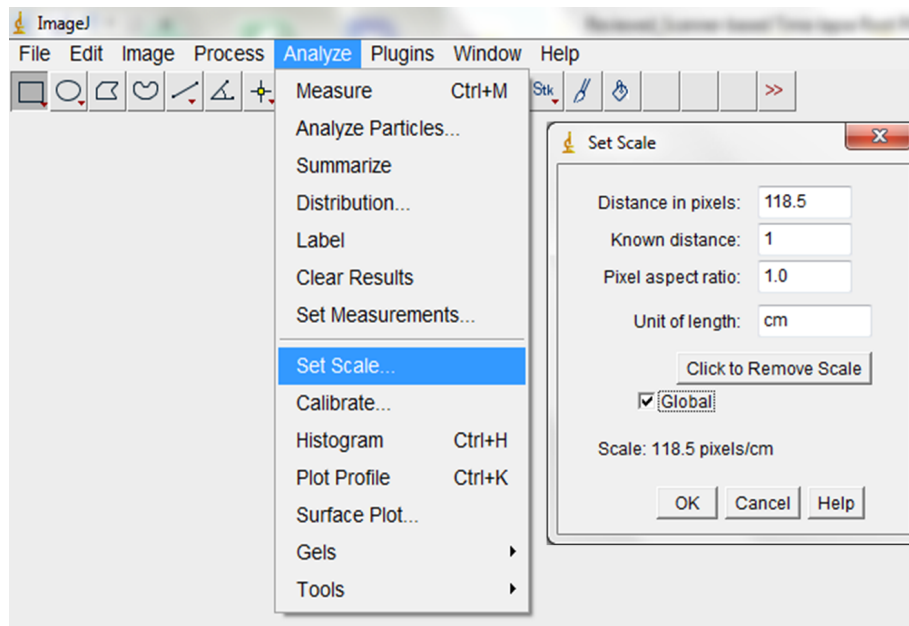 ImageJ
File Edit Image Process Analyze Plugins Window Help
Stk >>
Measure Ctrl+M
Analyze Particles...
Summarize
Distribution...
Label
Clear Results
Set Measurements...
Set Scale...
Calibrate...
Histogram Ctrl+H
Plot Profile Ctrl+K
Surface Plot...
Gels
Tools
Set Scale
Distance in pixels: 118.5
Known distance: 1
Pixel aspect ratio: 1.0
Unit of length: cm
Click to Remove Scale
Global
Scale: 118.5 pixels/cm
OK Cancel Help